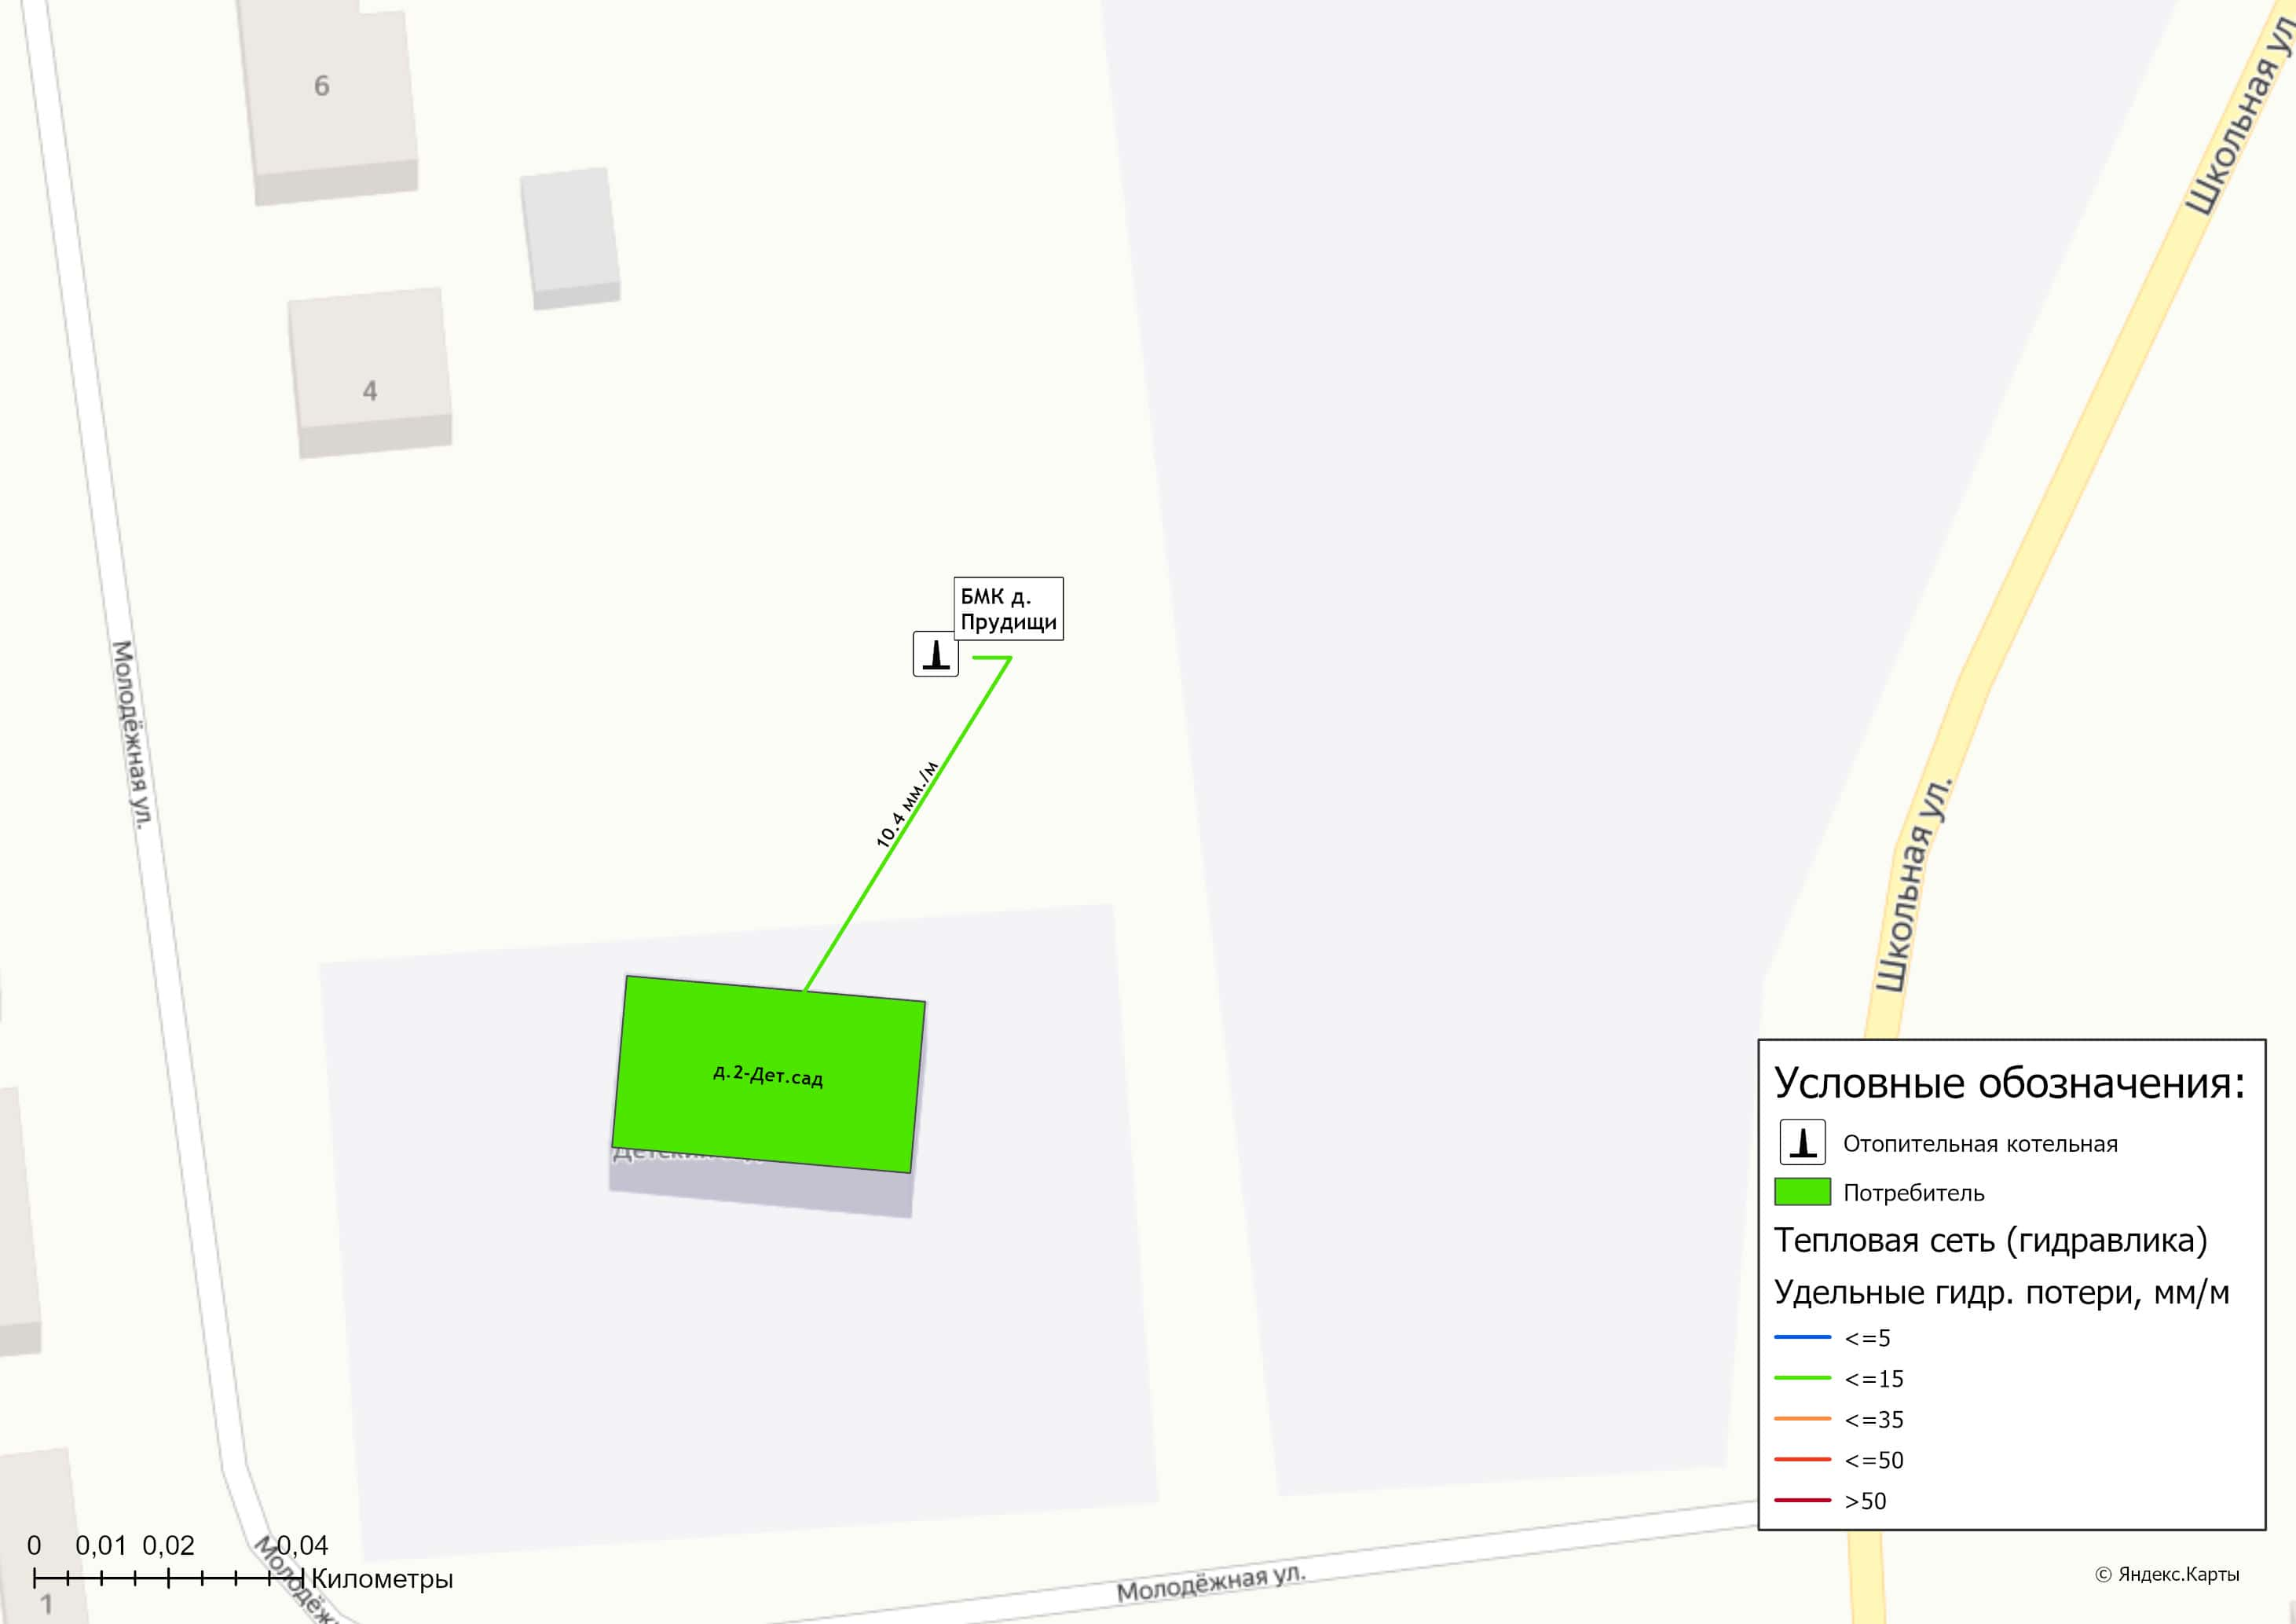 6
4
Школьная ул.
БМК д.
Прудищи
Молодёжная ул.
10.4 мм./м
Школьная ул.
д.2-Дет.сад
Условные обозначения:
Отопительная котельная
Потребитель
Тепловая сеть (гидравлика)
Удельные гидр. потери, мм/м
<=5
<=15
<=35
<=50
>50
0 0,01 0,02 0,04
Километры
1
Молодёжная ул.
© Яндекс.Карты